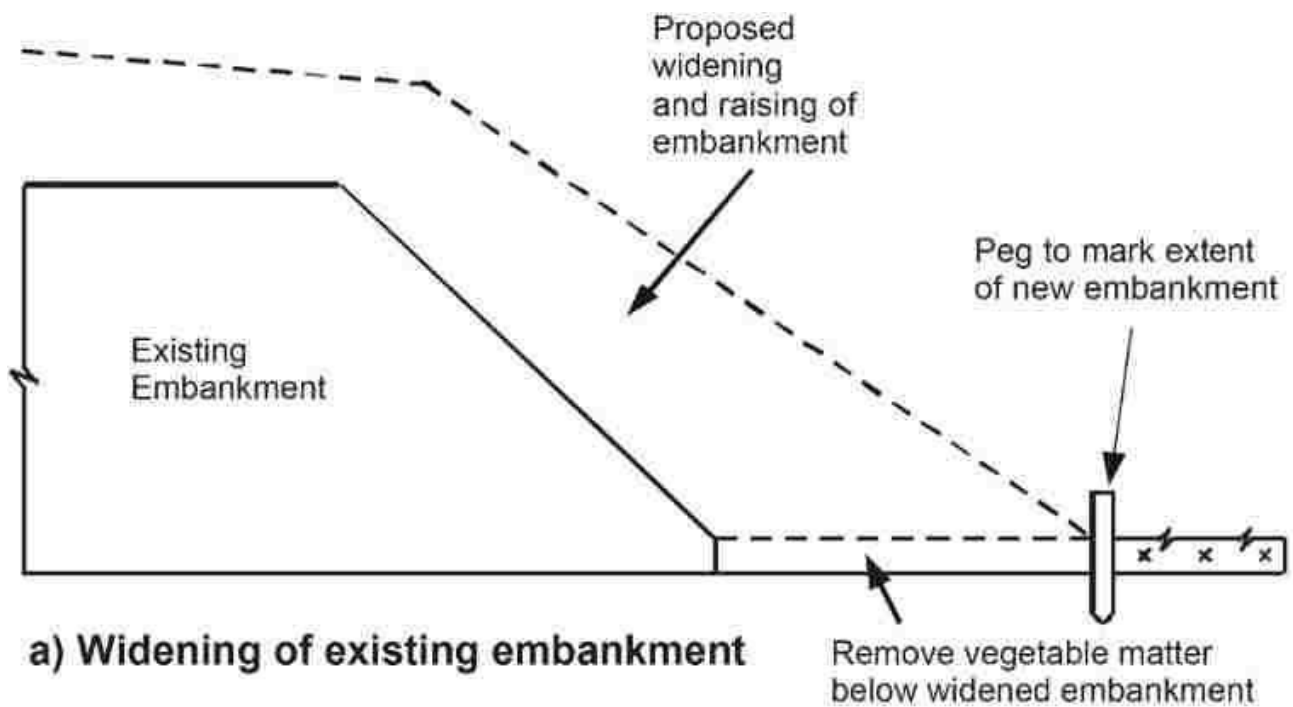 Proposed
widening
and raising of
embankment
Peg to mark extent
of new embankment
Existing
Embankment
a) Widening of existing embankment
Remove vegetable matter
below widened embankment